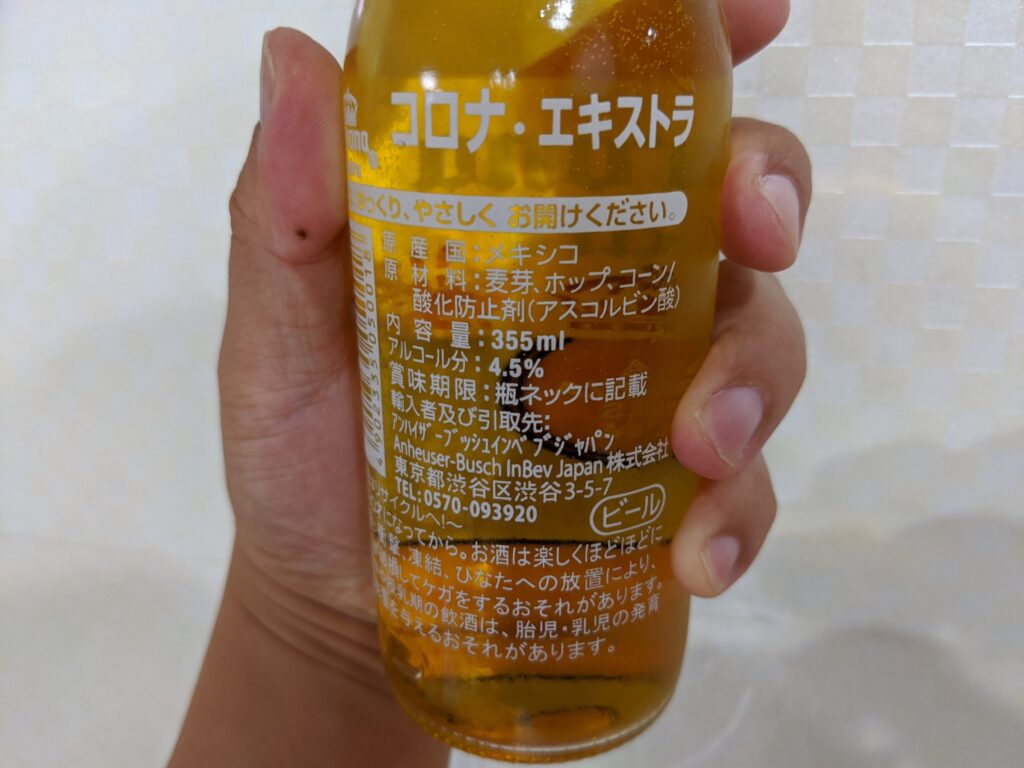 コロナ・エキストラ
ゆっくり、やさしく お開けください。
原産国：メキシコ
原材料：麦芽、ホップ、コーン/
酸化防止剤(アスコルビン酸)
内容量：355ml
アルコール分：4.5%
賞味期限：瓶ネックに記載
輸入者及び引取先：
アンハイザー・ブッシュ・インベブ・ジャパン
Anheuser-Busch InBev Japan 株式会社
東京都渋谷区渋谷3-5-7
TEL:0570-093920
ビール
リサイクルへ!~
になってから。お酒は楽しくほどほどに
、凍結、ひなたへの放置により、
してケガをするおそれがあります。
乳期の飲酒は、胎児・乳児の発育
を与えるおそれがあります。